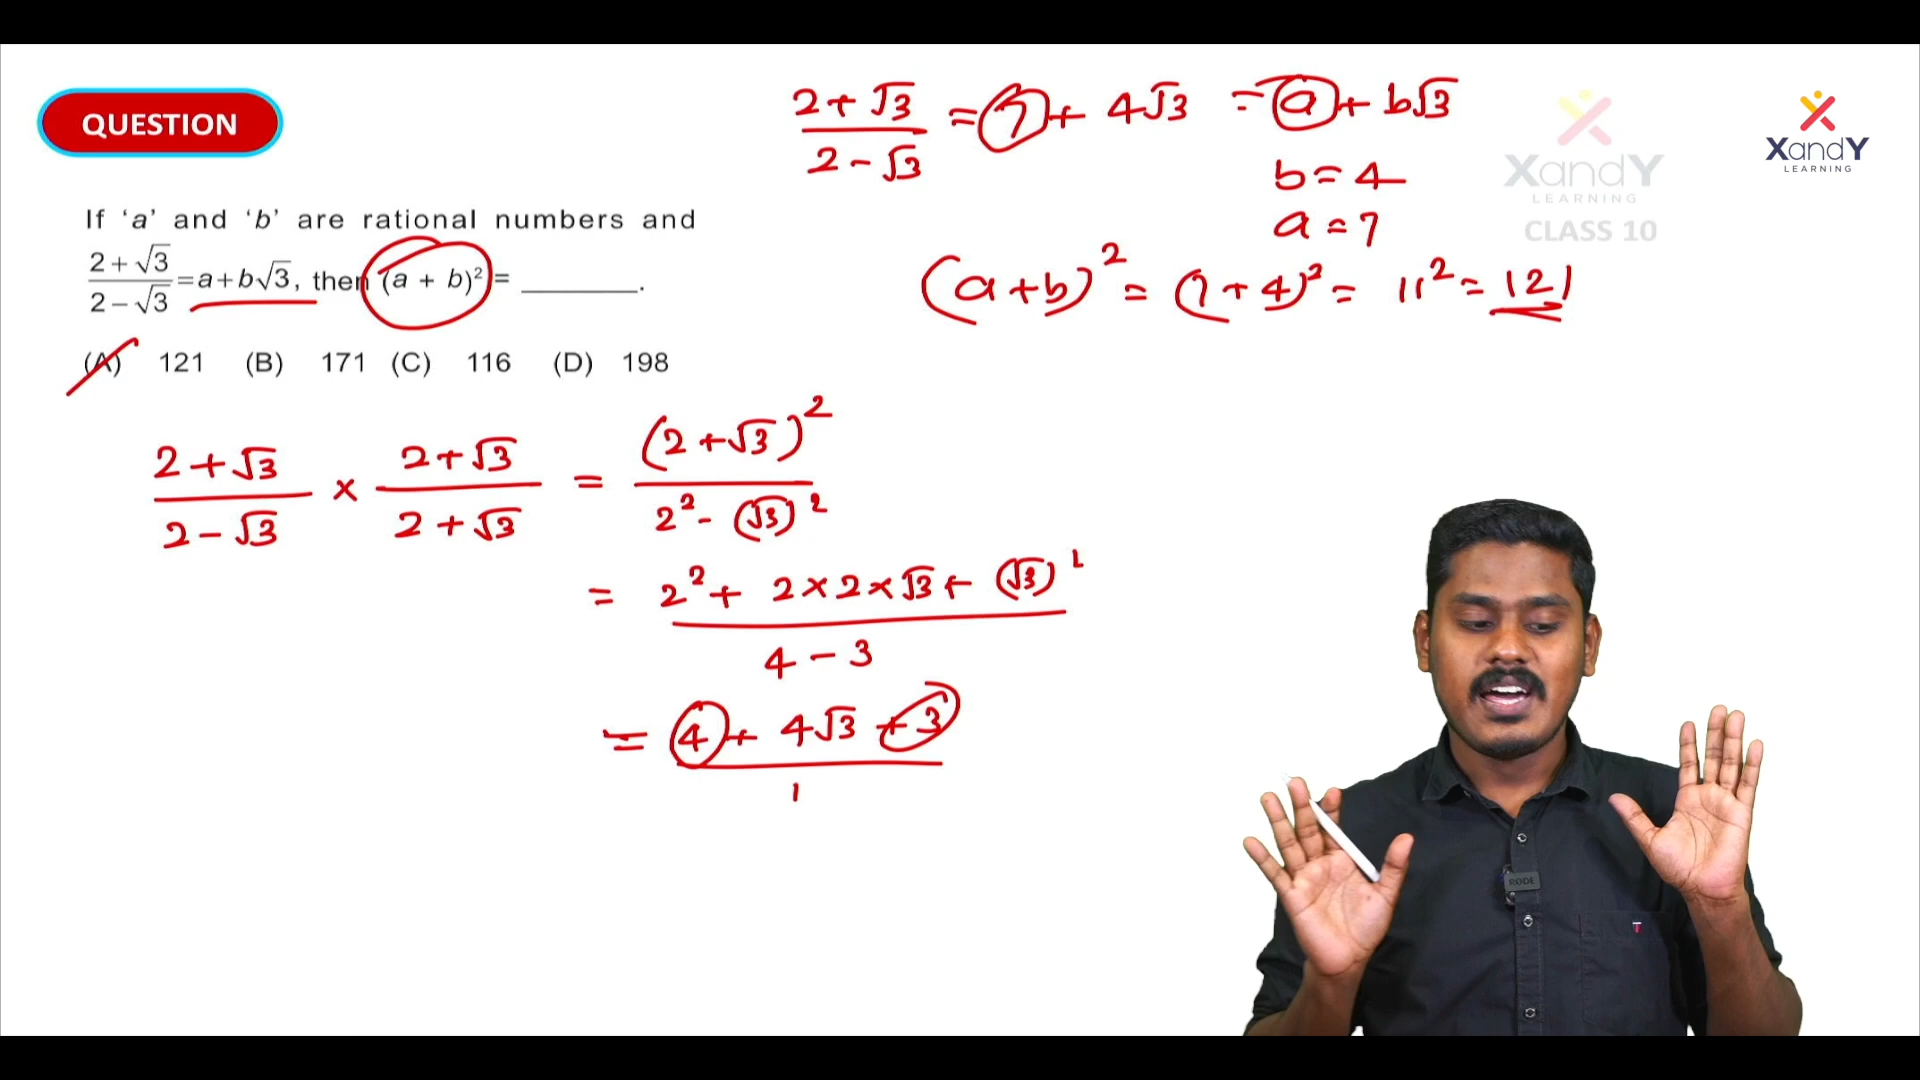 QUESTION
If ‘a’ and ‘b’ are rational numbers and
2 + √3 / 2 − √3 = a + b√3, then (a + b)² = ________.
(A) 121 (B) 171 (C) 116 (D) 198
2 + √3 / 2 − √3 = 7 + 4√3 = a + b√3
b = 4
a = 7
(a + b)² = (7 + 4)² = 11² = 121
XandY
LEARNING
CLASS 10
XandY
LEARNING
2 + √3 / 2 − √3 × 2 + √3 / 2 + √3 = (2 + √3)² / 2² − (√3)²
= 2² + 2 × 2 × √3 + (√3)² / 4 − 3
= 4 + 4√3 + 3 / 1
RODE